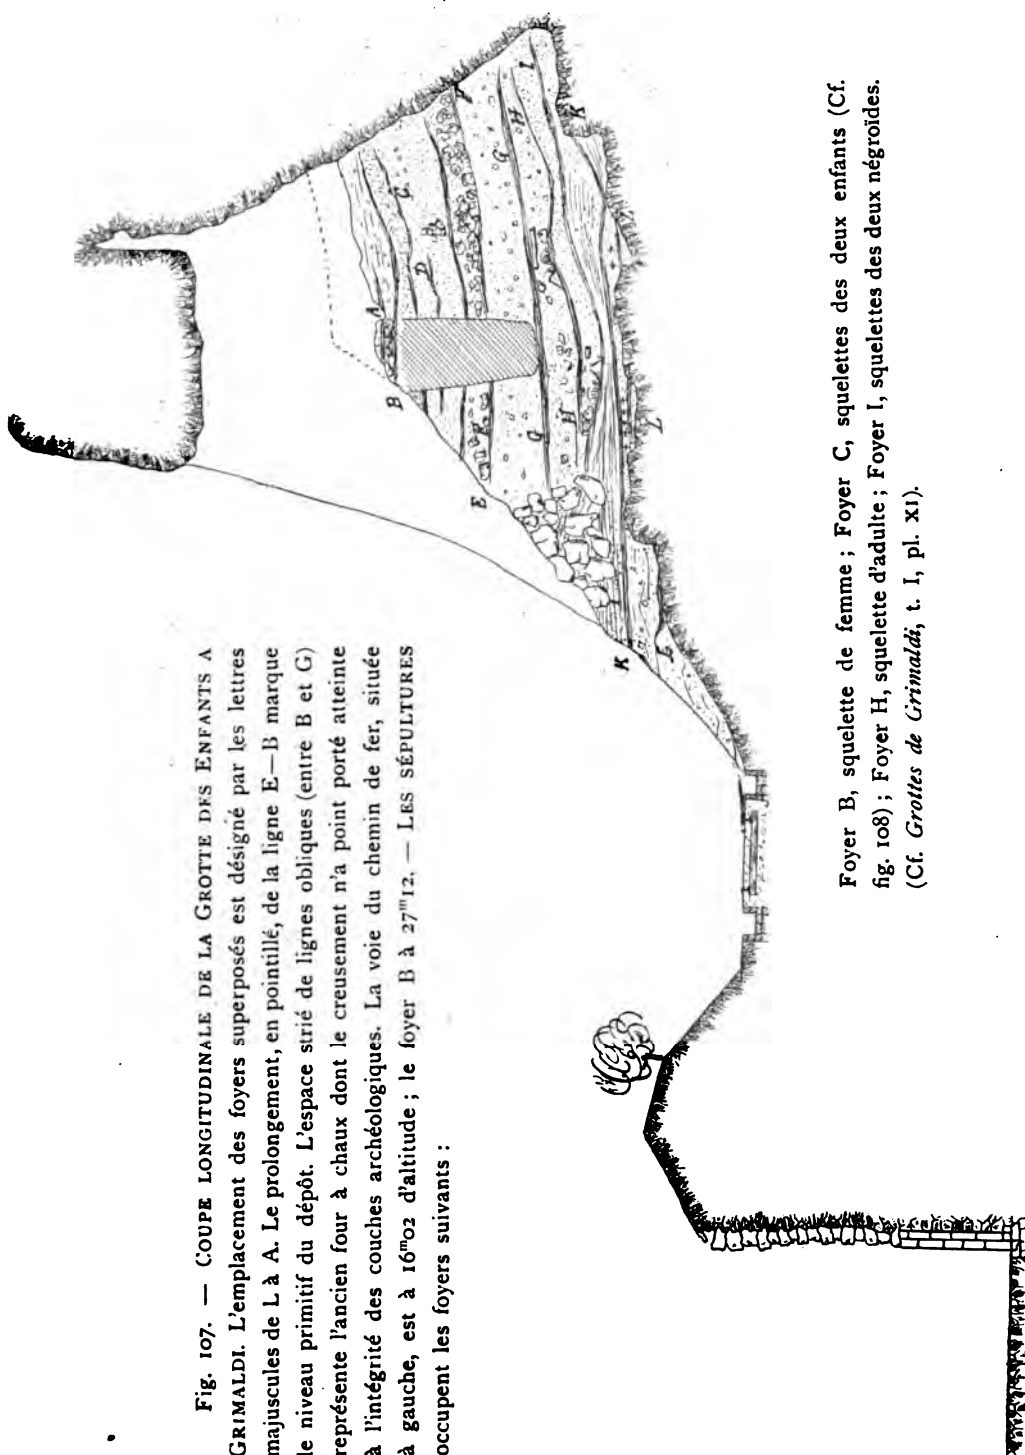 Fig. 107. — COUPE LONGITUDINALE DE LA GROTTE DES ENFANTS A
GRIMALDI. L'emplacement des foyers superposés est désigné par les lettres
majuscules de L à A. Le prolongement, en pointillé, de la ligne E—B marque
le niveau primitif du dépôt. L'espace strié de lignes obliques (entre B et G)
représente l'ancien four à chaux dont le creusement n'a point porté atteinte
à l'intégrité des couches archéologiques. La voie du chemin de fer, située
à gauche, est à 16m02 d'altitude ; le foyer B à 27m12. — LES SÉPULTURES
occupent les foyers suivants :
Foyer B, squelette de femme ; Foyer C, squelettes des deux enfants (Cf.
fig. 108) ; Foyer H, squelette d'adulte ; Foyer I, squelettes des deux négroïdes.
(Cf. Grottes de Grimaldi, t. I, pl. XI).
A
B
C
D
E
F
G
G
H
H
I
K
K
L